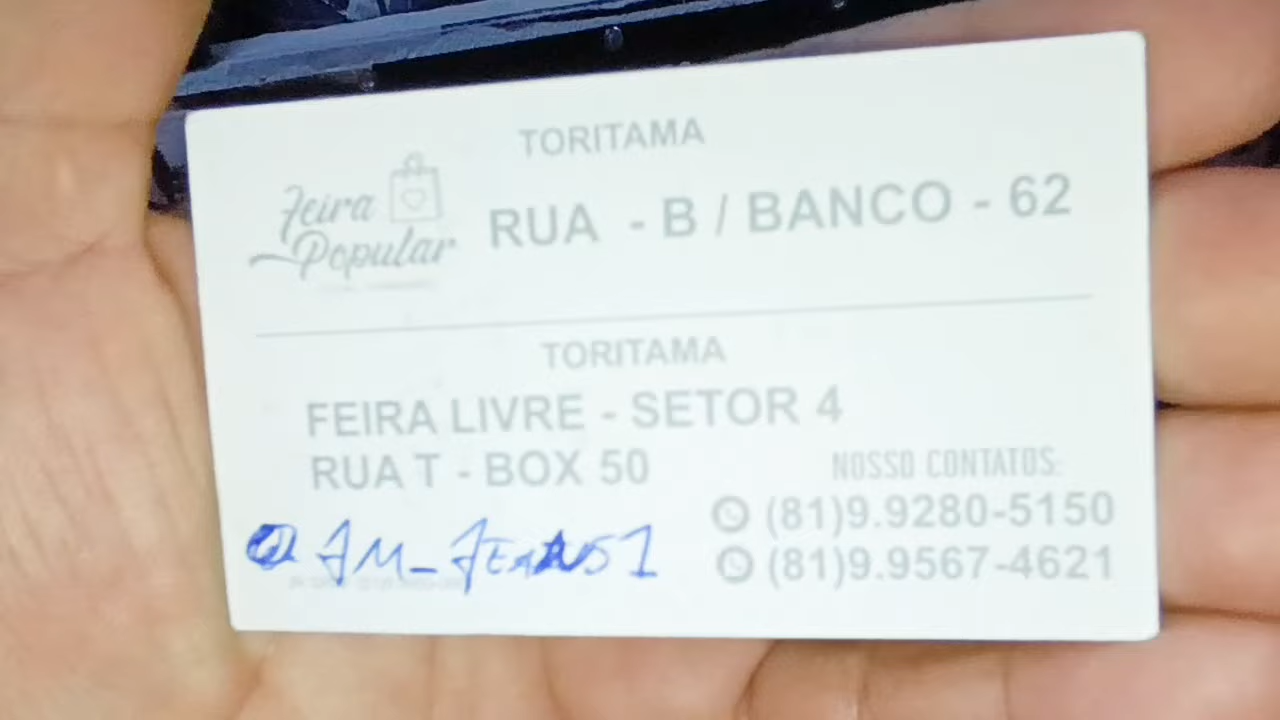 TORITAMA
Feira
Popular
RUA - B / BANCO - 62
TORITAMA
FEIRA LIVRE - SETOR 4
RUA T - BOX 50
NOSSO CONTATOS:
(81)9.9280-5150
(81)9.9567-4621
@JM_JEANS1